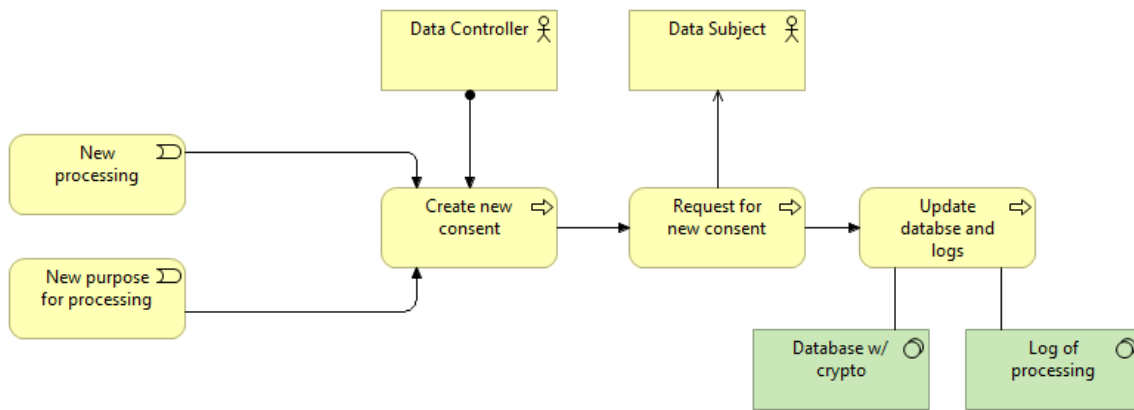 Data Controller
Data Subject
New
processing
Create new
consent
Request for
new consent
Update
databse and
logs
New purpose
for processing
Database w/
crypto
Log of
processing